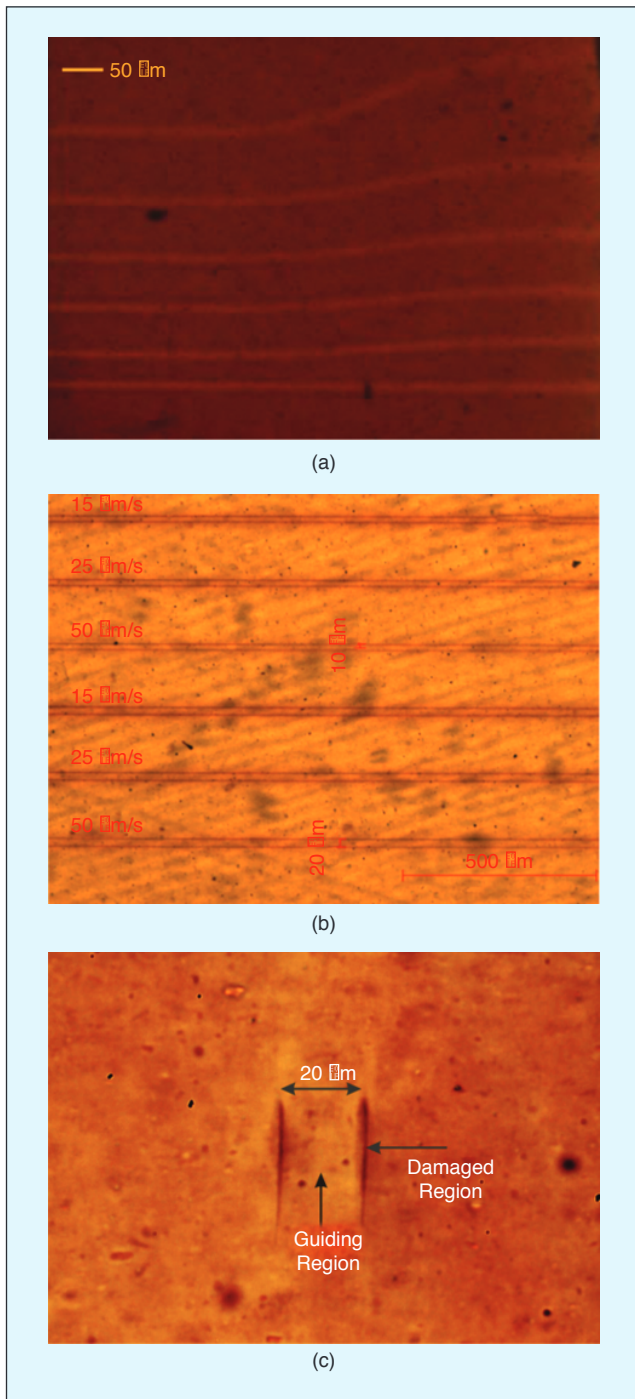 50 ▯m
(a)
15 ▯m/s
25 ▯m/s
50 ▯m/s
10 ▯m
15 ▯m/s
25 ▯m/s
50 ▯m/s
20 ▯m
500 ▯m
(b)
20 ▯m
Damaged
Region
Guiding
Region
(c)